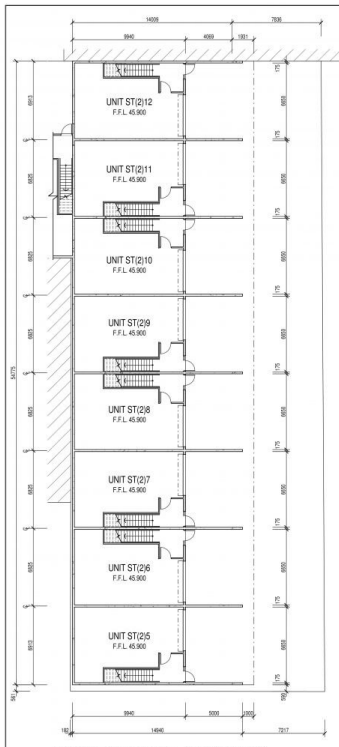 14009
7836
9940
4069
1931
6913
175
6650
UNIT ST(2)12
F.F.L. 45.900
6825
175
6650
UNIT ST(2)11
F.F.L. 45.900
6825
175
6650
UNIT ST(2)10
F.F.L. 45.900
6825
175
6650
UNIT ST(2)9
F.F.L. 45.900
54775
6825
175
6650
UNIT ST(2)8
F.F.L. 45.900
6825
175
6650
UNIT ST(2)7
F.F.L. 45.900
6825
175
6650
UNIT ST(2)6
F.F.L. 45.900
6913
175
6650
UNIT ST(2)5
F.F.L. 45.900
9940
5000
14940
7217